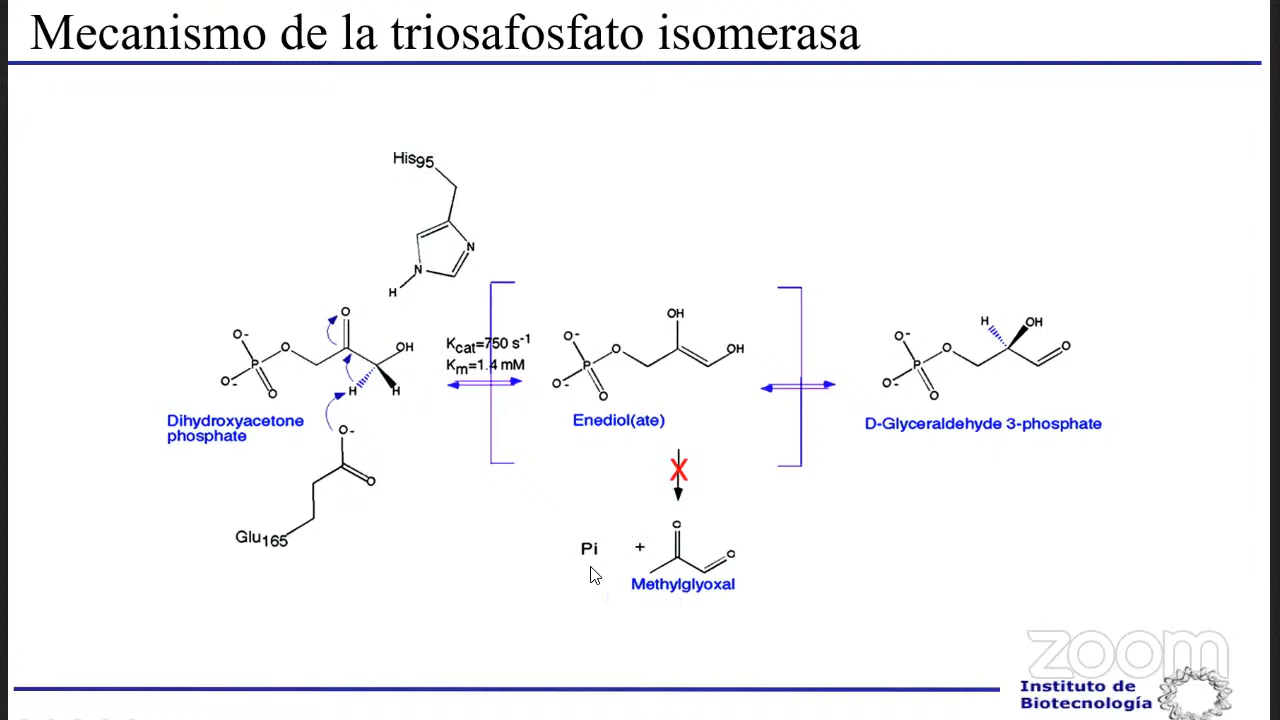 Mecanismo de la triosafosfato isomerasa
His95
N
N
H
O
O-
O
OH
P
O-
O
H
H
Dihydroxyacetone
phosphate
O-
O
Glu165
Kcat=750 s-1
Km=1.4 mM
OH
O-
O
OH
P
O-
O
Enediol(ate)
X
O
Pi + O
Methylglyoxal
H
OH
O-
O
O
P
O-
O
D-Glyceraldehyde 3-phosphate
zoom
Instituto de
Biotecnología